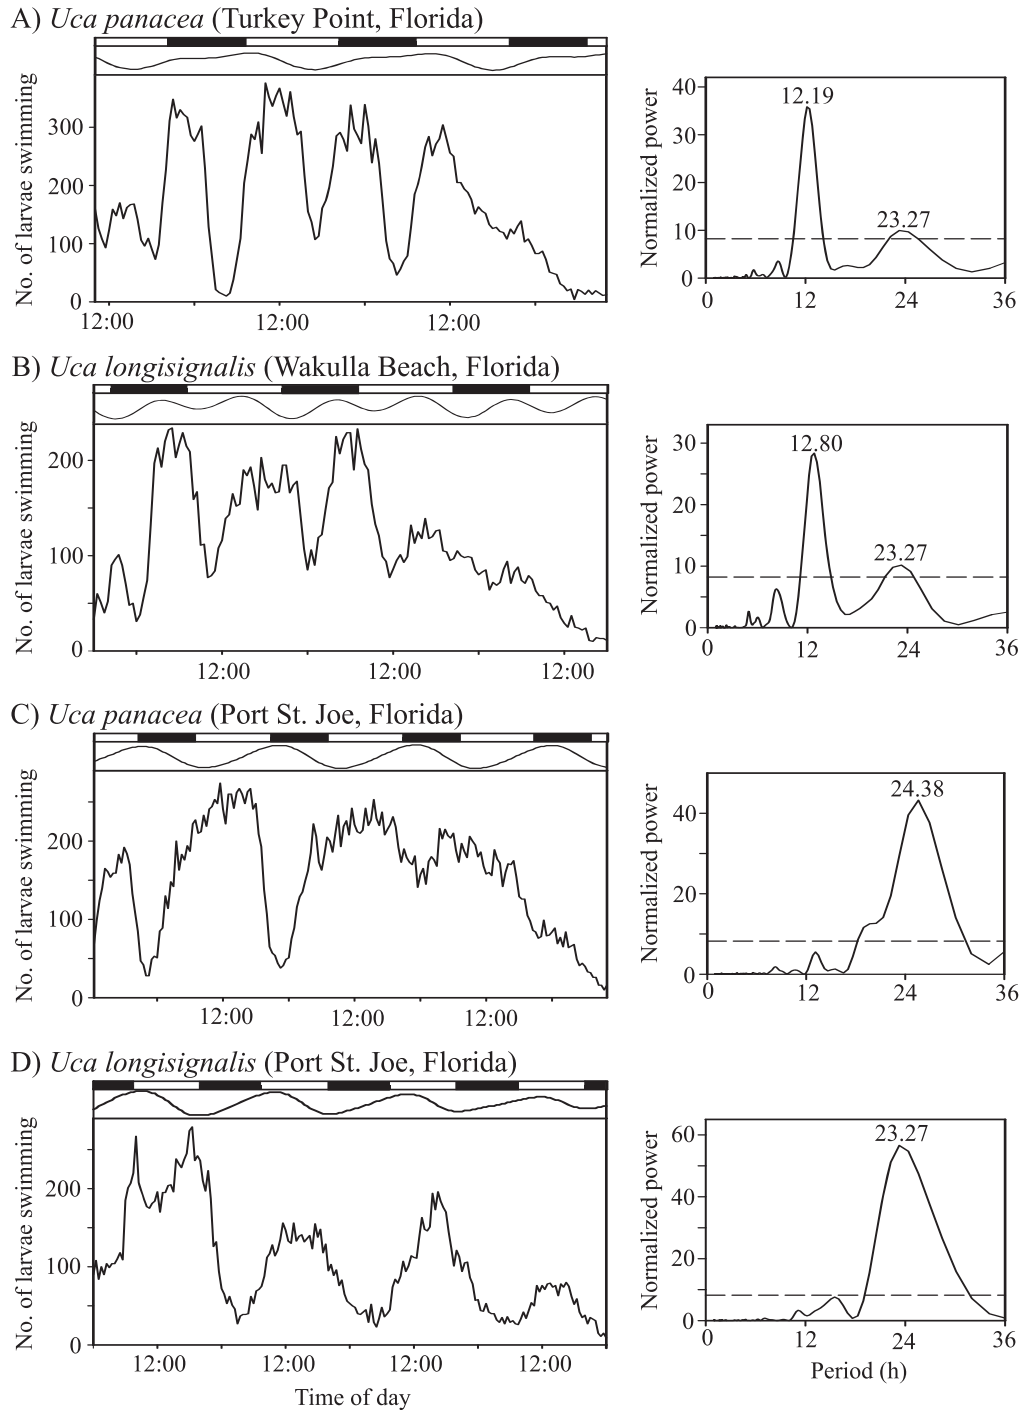 A) Uca panacea (Turkey Point, Florida)
No. of larvae swimming
300
200
100
0
12:00 12:00 12:00
Normalized power
40
30
20
10
0
12.19
23.27
0 12 24 36
B) Uca longisignalis (Wakulla Beach, Florida)
No. of larvae swimming
200
100
0
12:00 12:00 12:00
Normalized power
30
20
10
0
12.80
23.27
0 12 24 36
C) Uca panacea (Port St. Joe, Florida)
No. of larvae swimming
200
100
0
12:00 12:00 12:00
Normalized power
40
20
0
24.38
0 12 24 36
D) Uca longisignalis (Port St. Joe, Florida)
No. of larvae swimming
200
100
0
12:00 12:00 12:00 12:00
Time of day
Normalized power
60
40
20
0
23.27
0 12 24 36
Period (h)